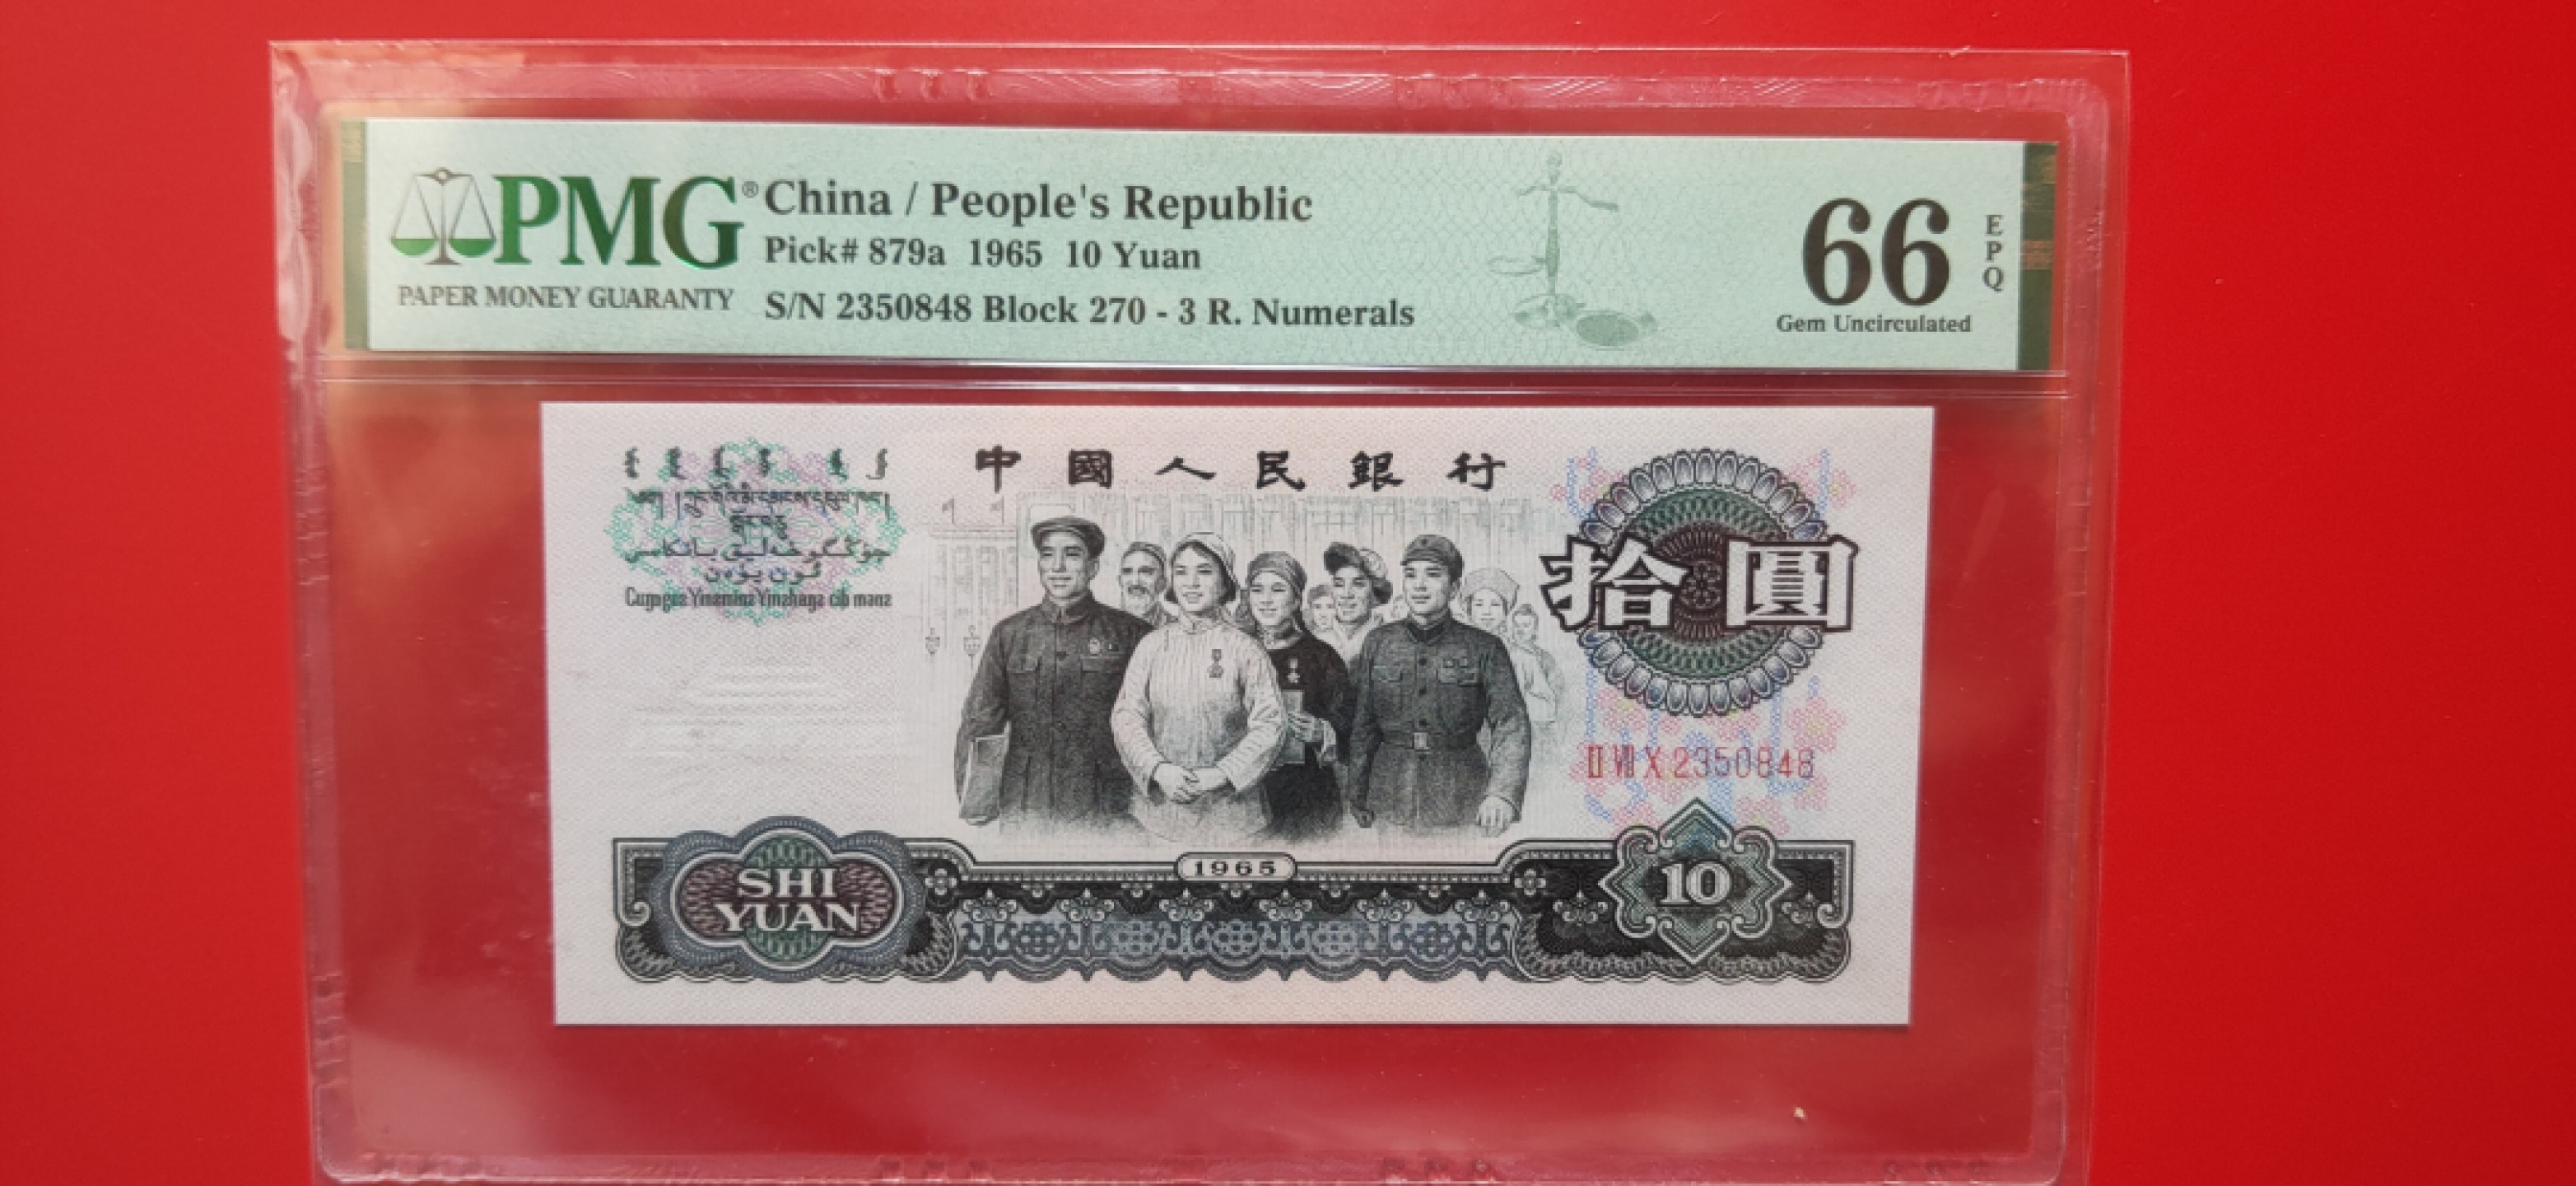 PMG® China / People's Republic
Pick# 879a 1965 10 Yuan
PAPER MONEY GUARANTY
S/N 2350848 Block 270 - 3 R. Numerals
66
EPQ
Gem Uncirculated
中國人民銀行
拾圓
II VII X 2350848
1965
SHI
YUAN
10